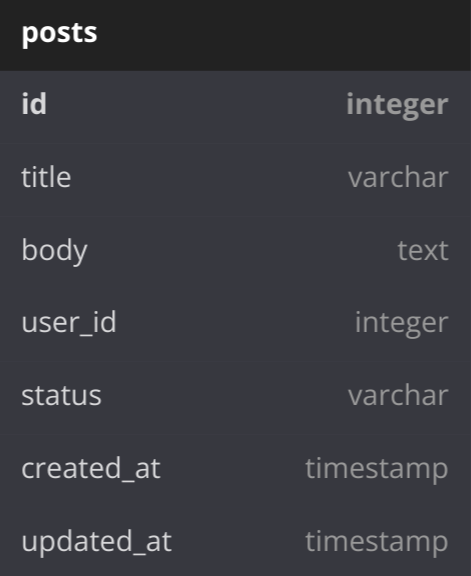 posts
id integer
title varchar
body text
user_id integer
status varchar
created_at timestamp
updated_at timestamp